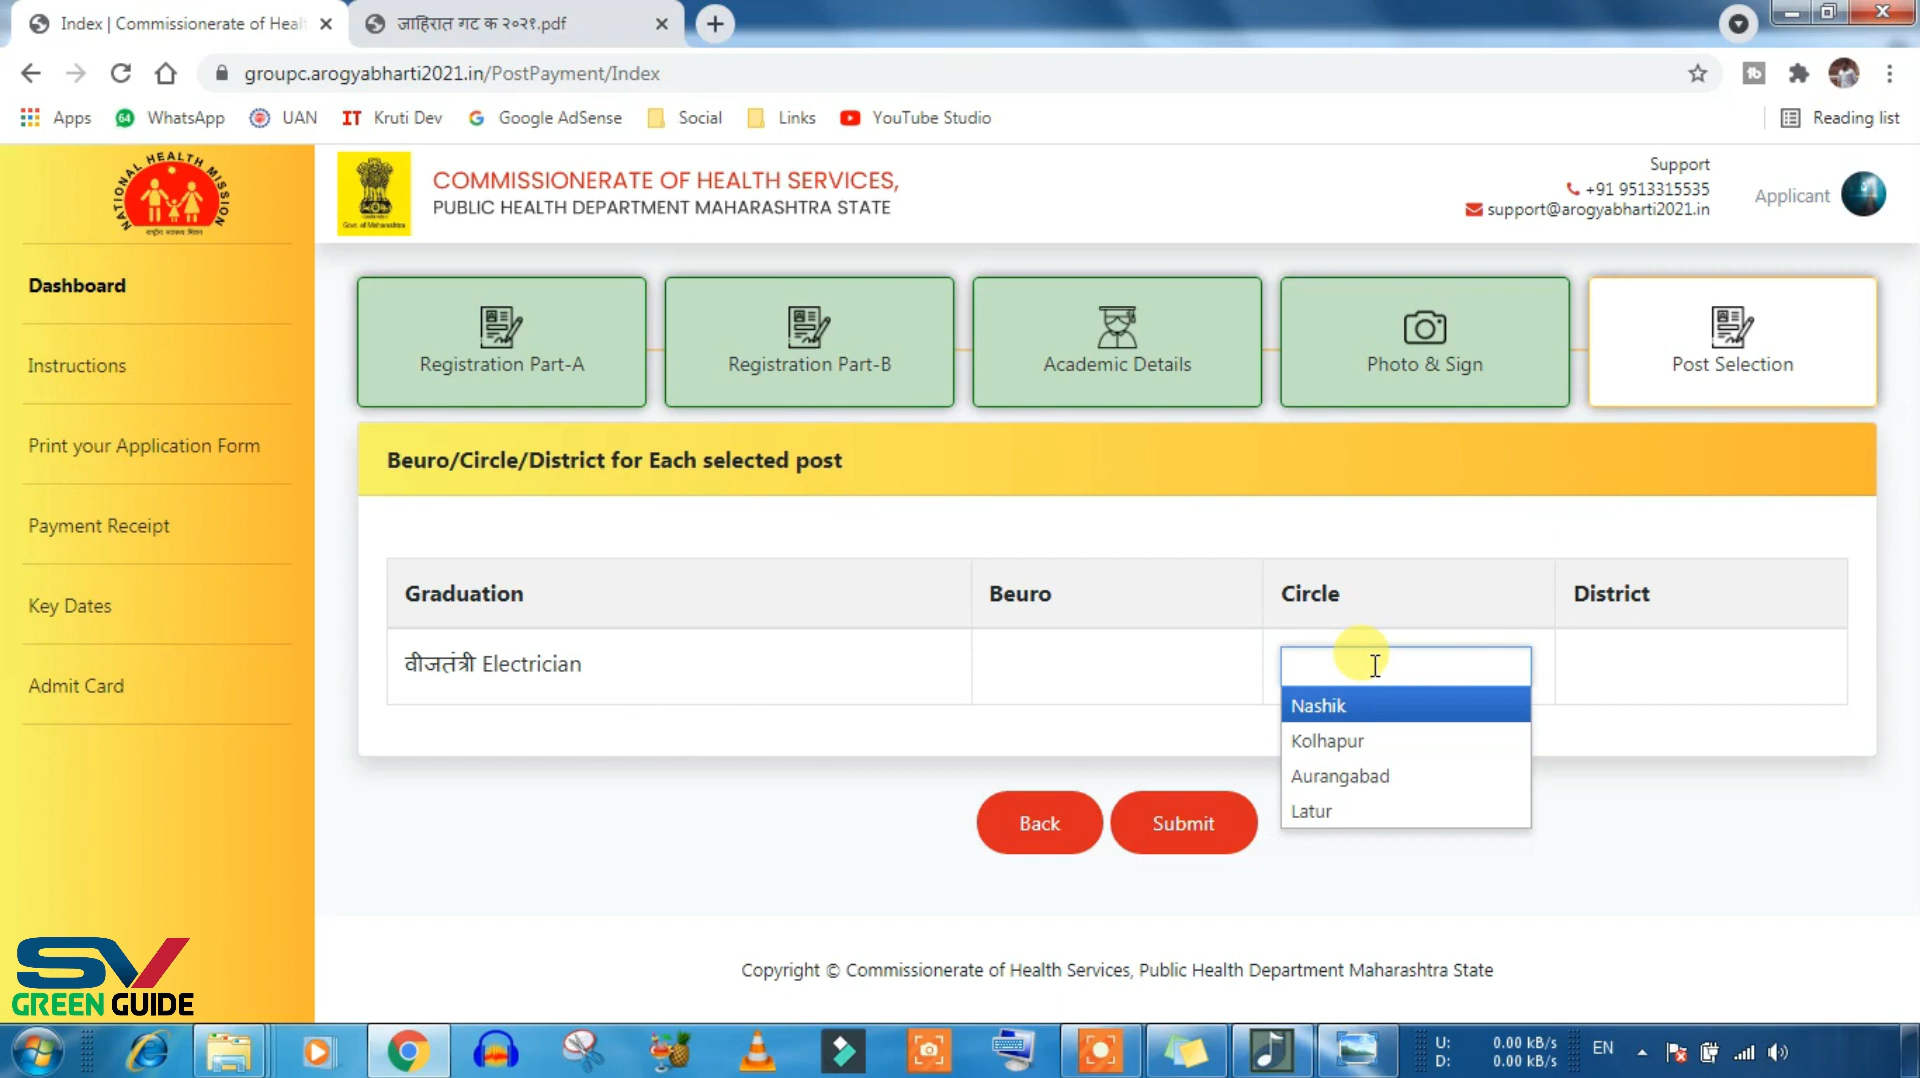 Index | Commissionerate of Heal
जाहिरात गट क २०२१.pdf
groupc.arogyabharti2021.in/PostPayment/Index
Apps
64
WhatsApp
UAN
IT Kruti Dev
G Google AdSense
Social
Links
YouTube Studio
Reading list
NATIONAL HEALTH MISSION
COMMISSIONERATE OF HEALTH SERVICES,
PUBLIC HEALTH DEPARTMENT MAHARASHTRA STATE
Support
+91 9513315535
support@arogyabharti2021.in
Applicant
Dashboard
Instructions
Print your Application Form
Payment Receipt
Key Dates
Admit Card
Registration Part-A
Registration Part-B
Academic Details
Photo & Sign
Post Selection
Beuro/Circle/District for Each selected post
Graduation Beuro Circle District
वीजतंत्री Electrician
Nashik
Kolhapur
Aurangabad
Latur
Back
Submit
Copyright © Commissionerate of Health Services, Public Health Department Maharashtra State
SV
GREEN GUIDE
U: 0.00 kB/s
D: 0.00 kB/s
EN